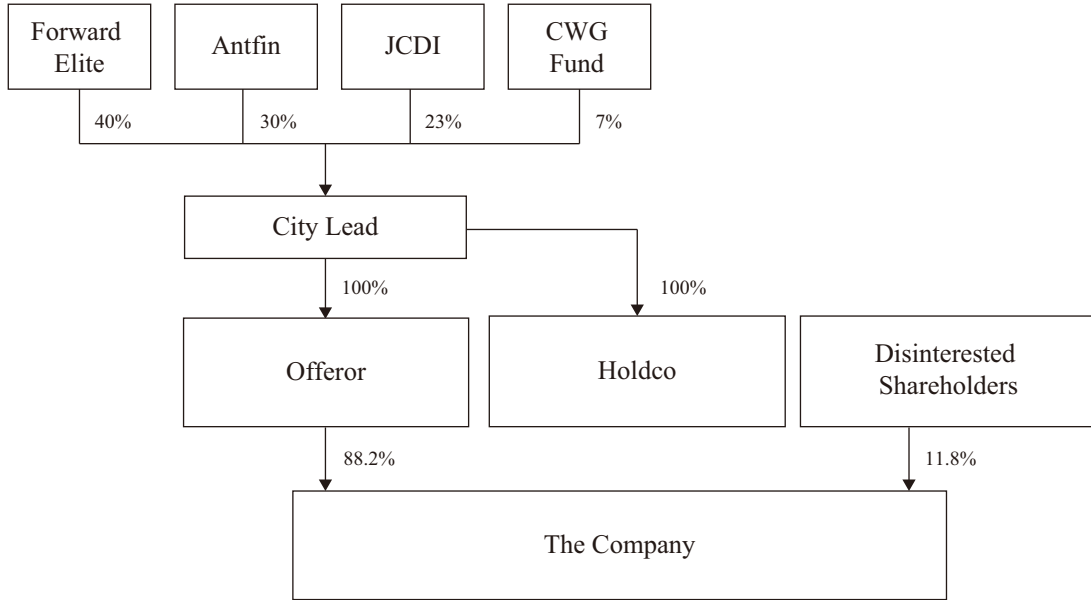 Forward
Elite
Antfin
JCDI
CWG
Fund
40%
30%
23%
7%
City Lead
100%
100%
Offeror
Holdco
Disinterested
Shareholders
88.2%
11.8%
The Company